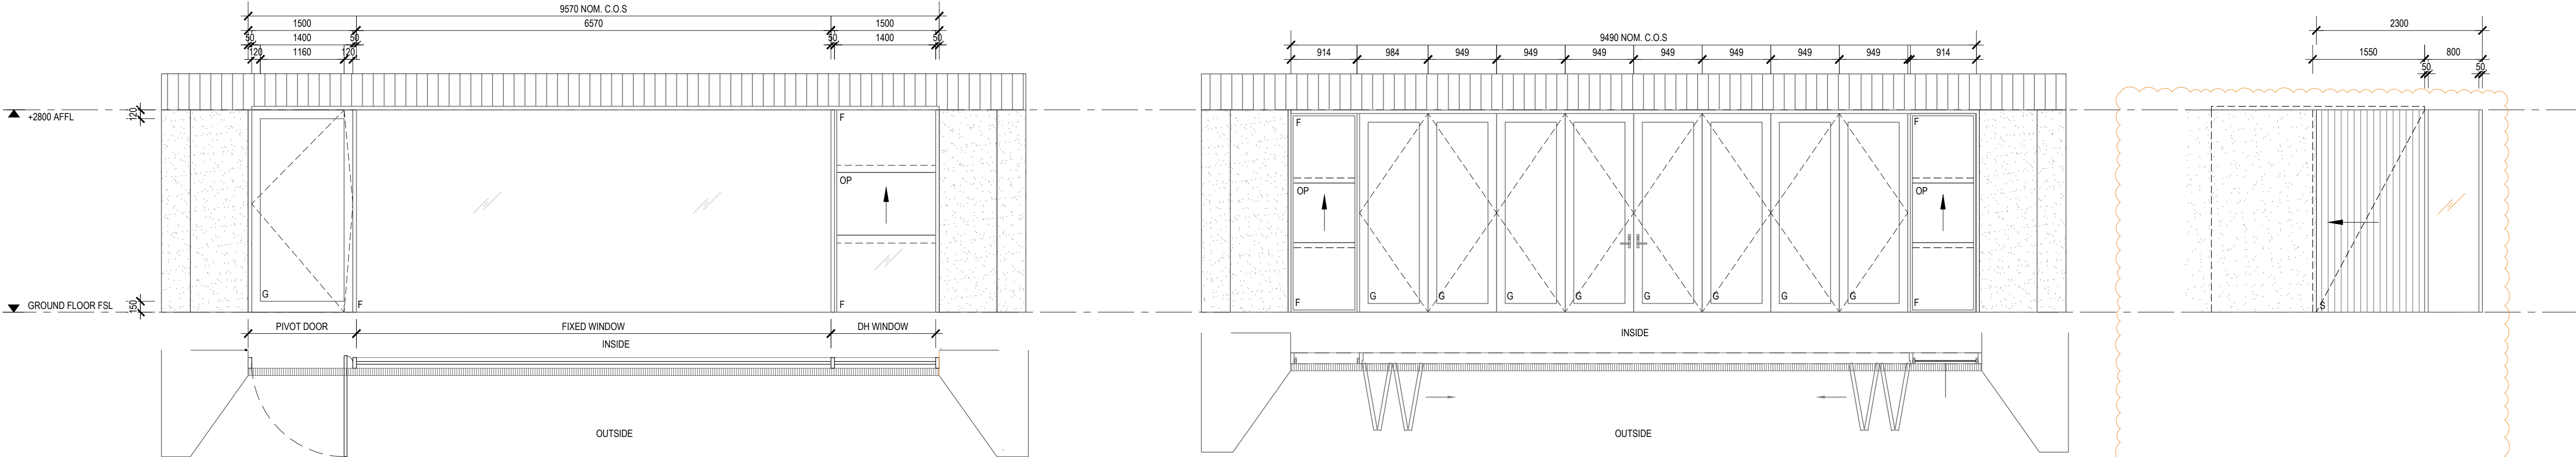 9570 NOM. C.O.S
1500 6570 1500
50 1400 50 50 1400 50
120 1160 120
+2800 AFFL
120
F
OP
G F F
GROUND FLOOR FSL
150
PIVOT DOOR FIXED WINDOW DH WINDOW
INSIDE
OUTSIDE
9490 NOM. C.O.S
914 984 949 949 949 949 949 949 949 914
F F
OP OP
G G G G G G G G
F F
INSIDE
OUTSIDE
2300
1550 800
50 50
S